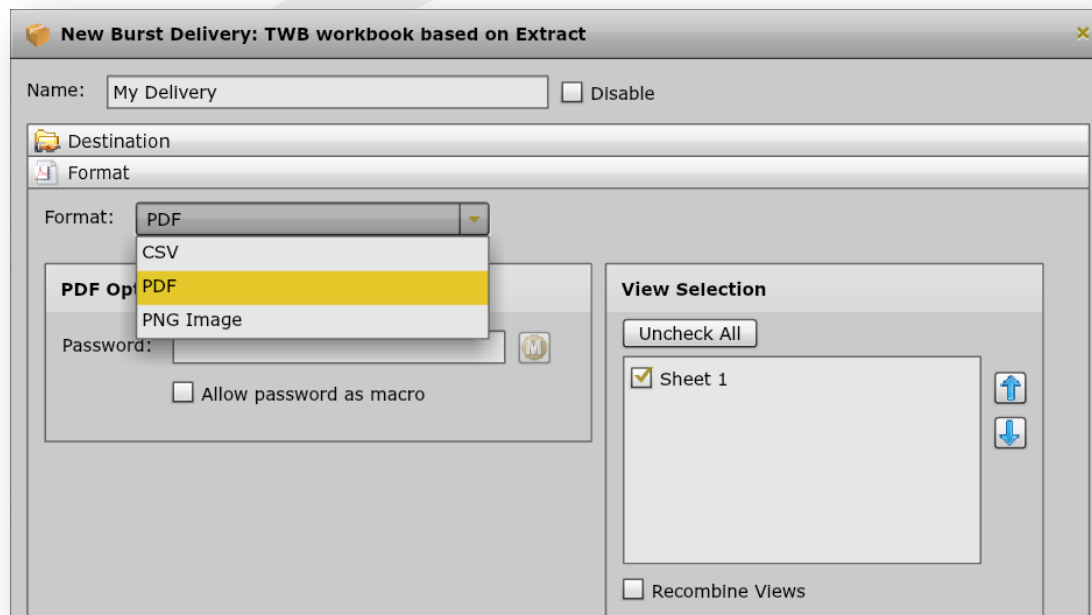 New Burst Delivery: TWB workbook based on Extract
Name: My Delivery Disable
Destination
Format
Format: PDF
CSV
PDF Opt PDF View Selection
PNG Image Uncheck All
Password: M
Sheet 1
Allow password as macro
Recombine Views